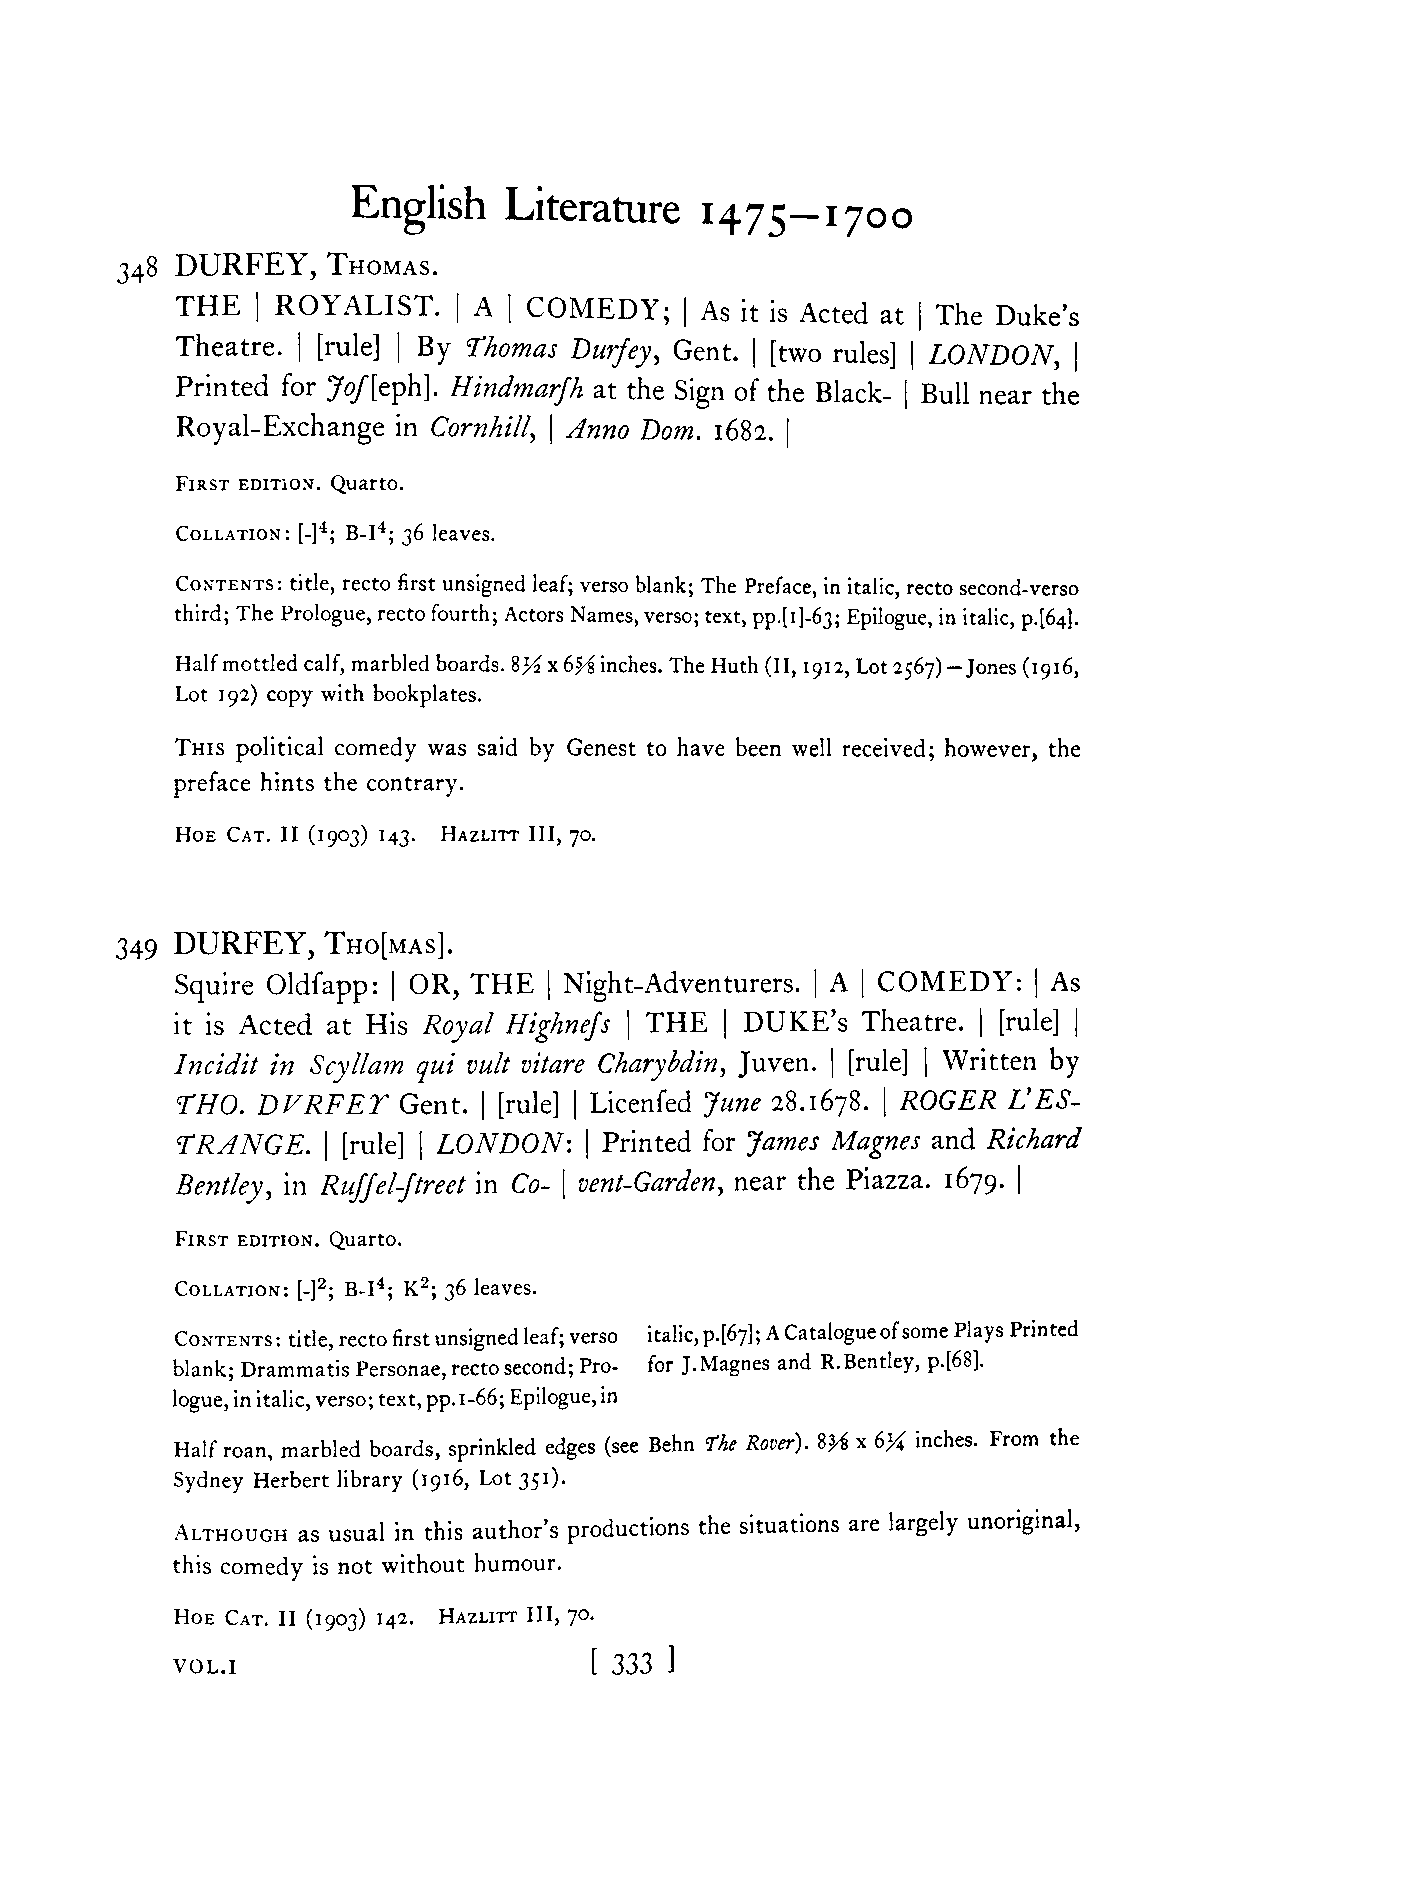 English Literature 1475–1700
348 DURFEY, THOMAS.
THE | ROYALIST. | A | COMEDY; | As it is Acted at | The Duke's
Theatre. | [rule] | By Thomas Durfey, Gent. | [two rules] | LONDON, |
Printed for Joſ[eph]. Hindmarſh at the Sign of the Black- | Bull near the
Royal-Exchange in Cornhill, | Anno Dom. 1682. |
FIRST EDITION. Quarto.
COLLATION: [-]⁴; B-I⁴; 36 leaves.
CONTENTS: title, recto first unsigned leaf; verso blank; The Preface, in italic, recto second-verso
third; The Prologue, recto fourth; Actors Names, verso; text, pp.[1]-63; Epilogue, in italic, p.[64].
Half mottled calf, marbled boards. 8½ x 6⅝ inches. The Huth (II, 1912, Lot 2567) — Jones (1916,
Lot 192) copy with bookplates.
THIS political comedy was said by Genest to have been well received; however, the
preface hints the contrary.
HOE CAT. II (1903) 143. HAZLITT III, 70.
349 DURFEY, THO[MAS].
Squire Oldſapp: | OR, THE | Night-Adventurers. | A | COMEDY: | As
it is Acted at His Royal Highneſs | THE | DUKE's Theatre. | [rule] |
Incidit in Scyllam qui vult vitare Charybdin, Juven. | [rule] | Written by
THO. DVRFEY Gent. | [rule] | Licenſed June 28.1678. | ROGER L'ES-
TRANGE. | [rule] | LONDON: | Printed for James Magnes and Richard
Bentley, in Ruſſel-ſtreet in Co- | vent-Garden, near the Piazza. 1679. |
FIRST EDITION. Quarto.
COLLATION: [-]²; B-I⁴; K²; 36 leaves.
CONTENTS: title, recto first unsigned leaf; verso
blank; Drammatis Personae, recto second; Pro-
logue, in italic, verso; text, pp.1-66; Epilogue, in
italic, p.[67]; A Catalogue of some Plays Printed
for J.Magnes and R.Bentley, p.[68].
Half roan, marbled boards, sprinkled edges (see Behn The Rover). 8⅜ x 6¼ inches. From the
Sydney Herbert library (1916, Lot 351).
ALTHOUGH as usual in this author's productions the situations are largely unoriginal,
this comedy is not without humour.
HOE CAT. II (1903) 142. HAZLITT III, 70.
VOL.I [ 333 ]